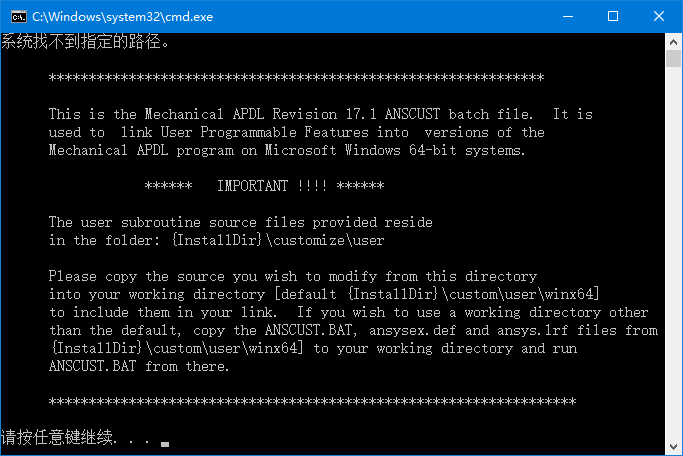 C:\Windows\system32\cmd.exe
系统找不到指定的路径。
**************************************************************
This is the Mechanical APDL Revision 17.1 ANSCUST batch file.  It is
used to  link User Programmable Features into  versions of the
Mechanical APDL program on Microsoft Windows 64-bit systems.
******   IMPORTANT !!!! ******
The user subroutine source files provided reside
in the folder: {InstallDir}\customize\user
Please copy the source you wish to modify from this directory
into your working directory [default {InstallDir}\custom\user\winx64]
to include them in your link.  If you wish to use a working directory other
than the default, copy the ANSCUST.BAT, ansysex.def and ansys.lrf files from
{InstallDir}\custom\user\winx64] to your working directory and run
ANSCUST.BAT from there.
******************************************************************
请按任意键继续. . .